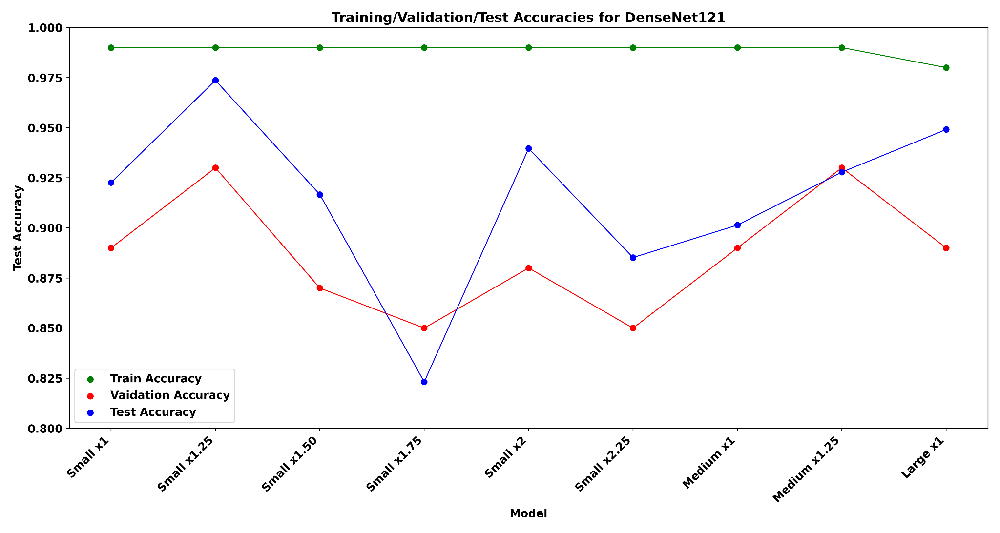 Training/Validation/Test Accuracies for DenseNet121
1.000
0.975
0.950
0.925
0.900
0.875
0.850
0.825
0.800
Test Accuracy
Train Accuracy
Vaidation Accuracy
Test Accuracy
Small x1
Small x1.25
Small x1.50
Small x1.75
Small x2
Small x2.25
Medium x1
Medium x1.25
Large x1
Model